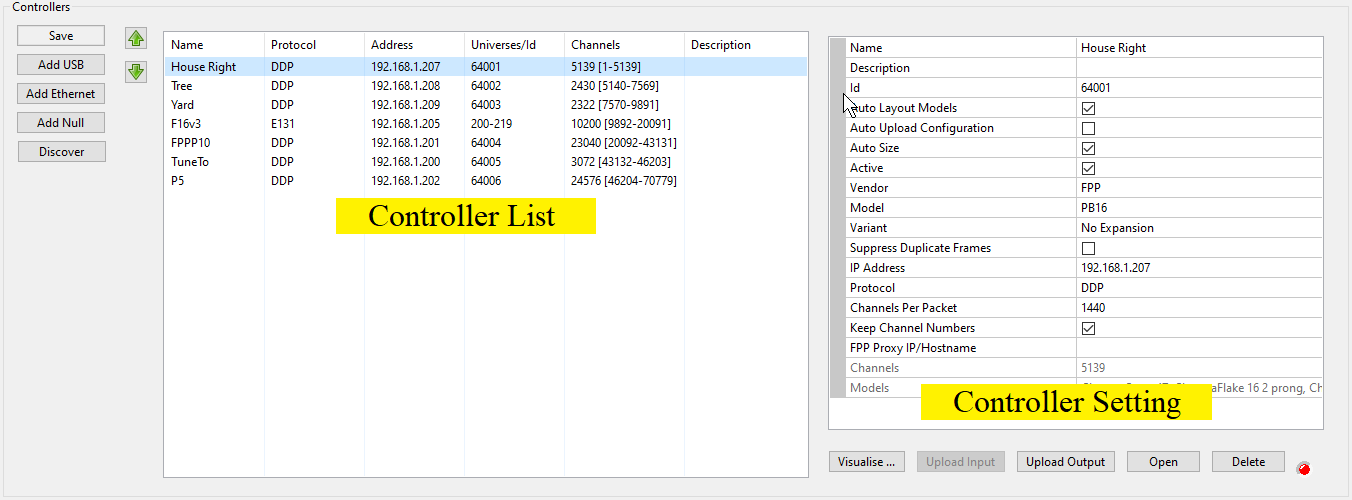 Controllers
Save
Add USB
Add Ethernet
Add Null
Discover
Name Protocol Address Universes/Id Channels Description
House Right DDP 192.168.1.207 64001 5139 [1-5139]
Tree DDP 192.168.1.208 64002 2430 [5140-7569]
Yard DDP 192.168.1.209 64003 2322 [7570-9891]
F16v3 E131 192.168.1.205 200-219 10200 [9892-20091]
FPPP10 DDP 192.168.1.201 64004 23040 [20092-43131]
TuneTo DDP 192.168.1.200 64005 3072 [43132-46203]
P5 DDP 192.168.1.202 64006 24576 [46204-70779]
Controller List
Name House Right
Description
Id 64001
Auto Layout Models
Auto Upload Configuration
Auto Size
Active
Vendor FPP
Model PB16
Variant No Expansion
Suppress Duplicate Frames
IP Address 192.168.1.207
Protocol DDP
Channels Per Packet 1440
Keep Channel Numbers
FPP Proxy IP/Hostname
Channels 5139
Models 16 2 prong, Ch
Controller Setting
Visualise ... Upload Input Upload Output Open Delete